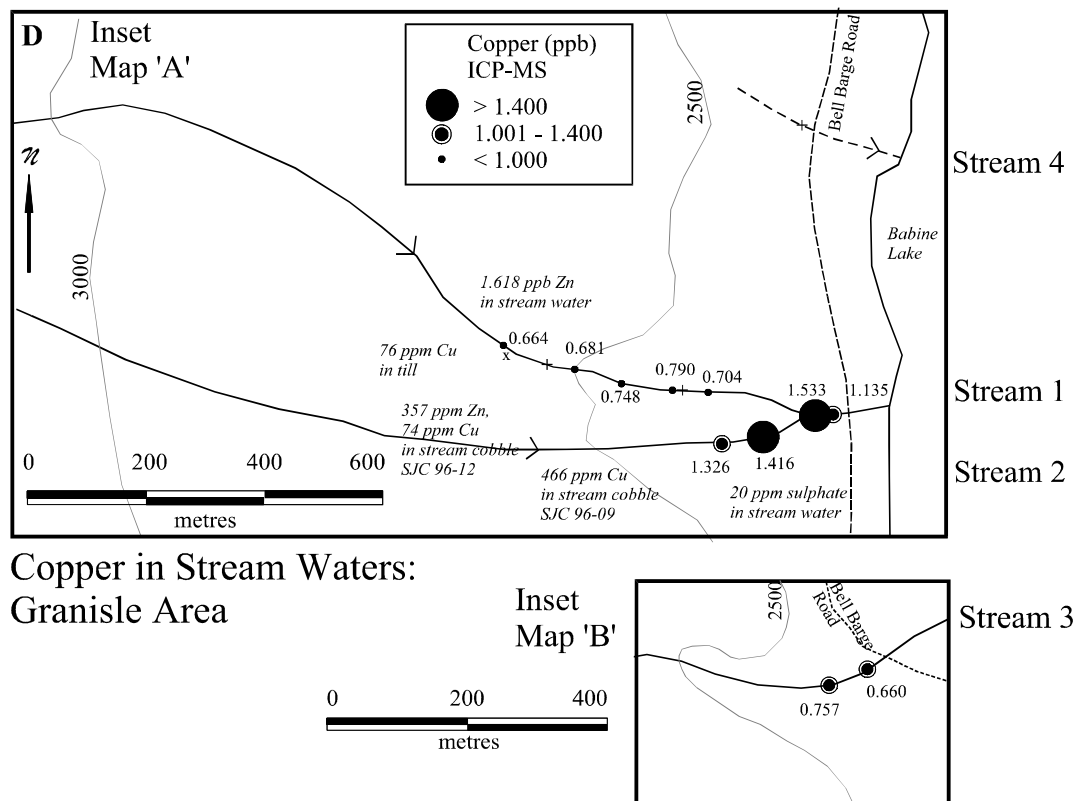 D
Inset
Map 'A'
Copper (ppb)
ICP-MS
> 1.400
1.001 - 1.400
< 1.000
2500
Bell Barge Road
Stream 4
N
3000
Babine
Lake
1.618 ppb Zn
in stream water
0.664
x
76 ppm Cu
in till
0.681
0.748
0.790
0.704
1.533
1.135
Stream 1
357 ppm Zn,
74 ppm Cu
in stream cobble
SJC 96-12
466 ppm Cu
in stream cobble
SJC 96-09
1.326
1.416
20 ppm sulphate
in stream water
Stream 2
0 200 400 600
metres
Copper in Stream Waters:
Granisle Area
Inset
Map 'B'
2500
Bell Barge
Road
Stream 3
0.757
0.660
0 200 400
metres